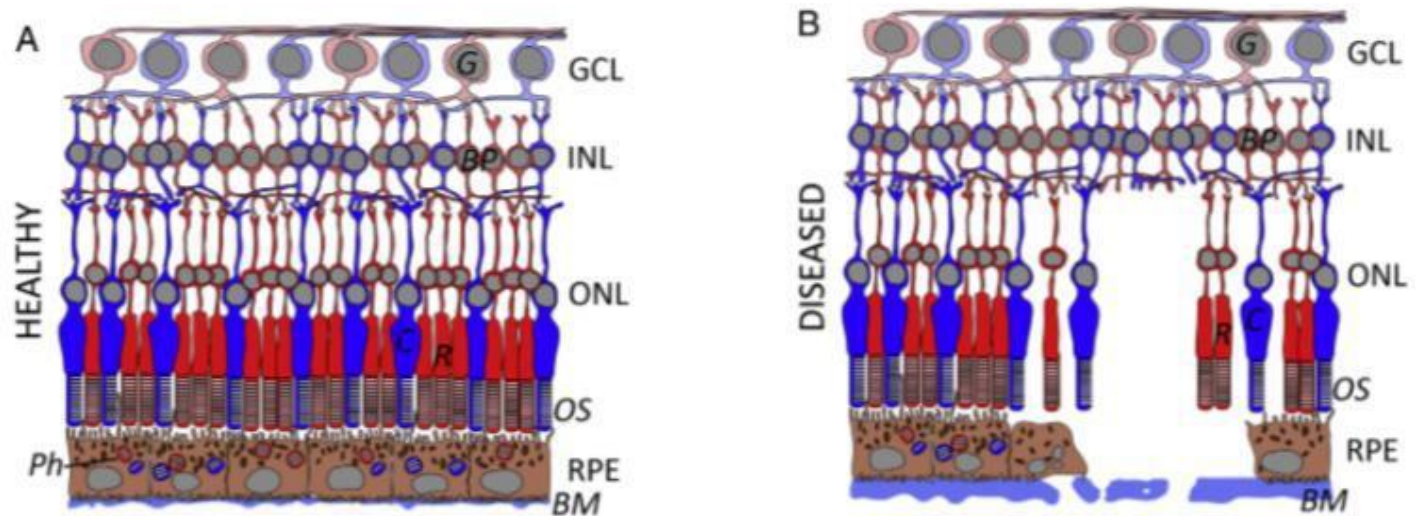 A
HEALTHY
G
GCL
BP
INL
ONL
C
R
OS
Ph
RPE
BM
B
DISEASED
G
GCL
BP
INL
ONL
R
C
OS
RPE
BM